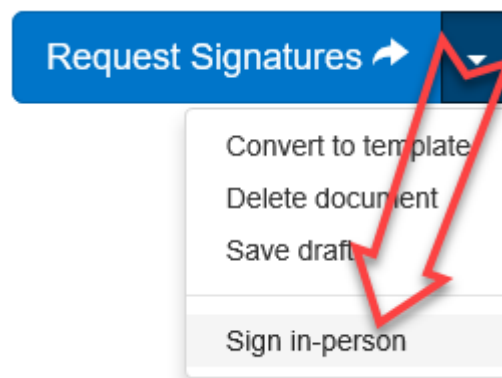 Request Signatures
Convert to template
Delete document
Save draft
Sign in-person